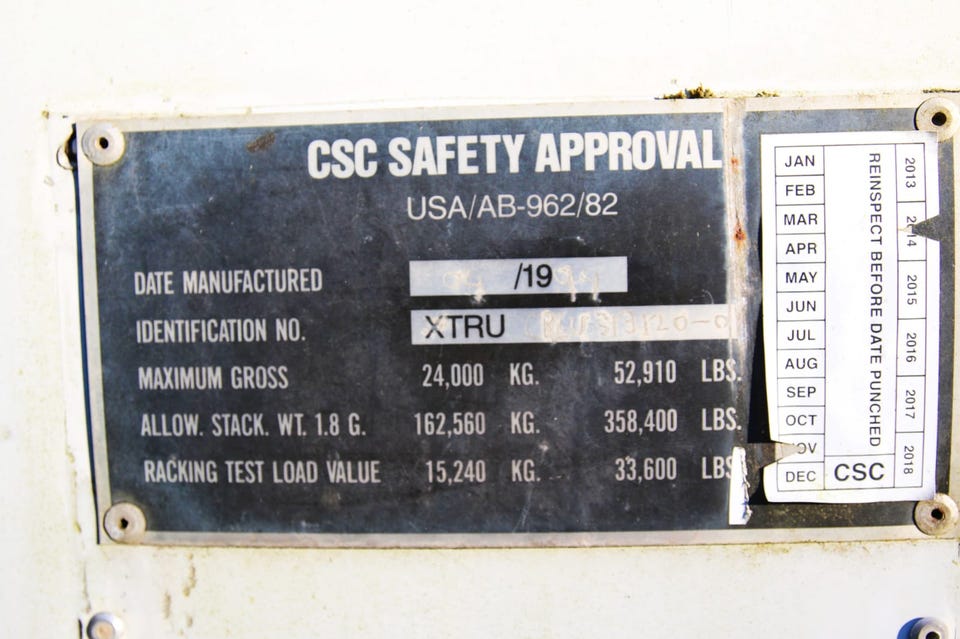 CSC SAFETY APPROVAL
USA/AB-962/82
DATE MANUFACTURED /19
IDENTIFICATION NO. XTRU
MAXIMUM GROSS 24,000 KG. 52,910 LBS.
ALLOW. STACK. WT. 1.8 G. 162,560 KG. 358,400 LBS.
RACKING TEST LOAD VALUE 15,240 KG. 33,600 LBS
JAN
FEB
MAR
APR
MAY
JUN
JUL
AUG
SEP
OCT
OV
DEC
CSC
REINSPECT BEFORE DATE PUNCHED
2013
2014
2015
2016
2017
2018